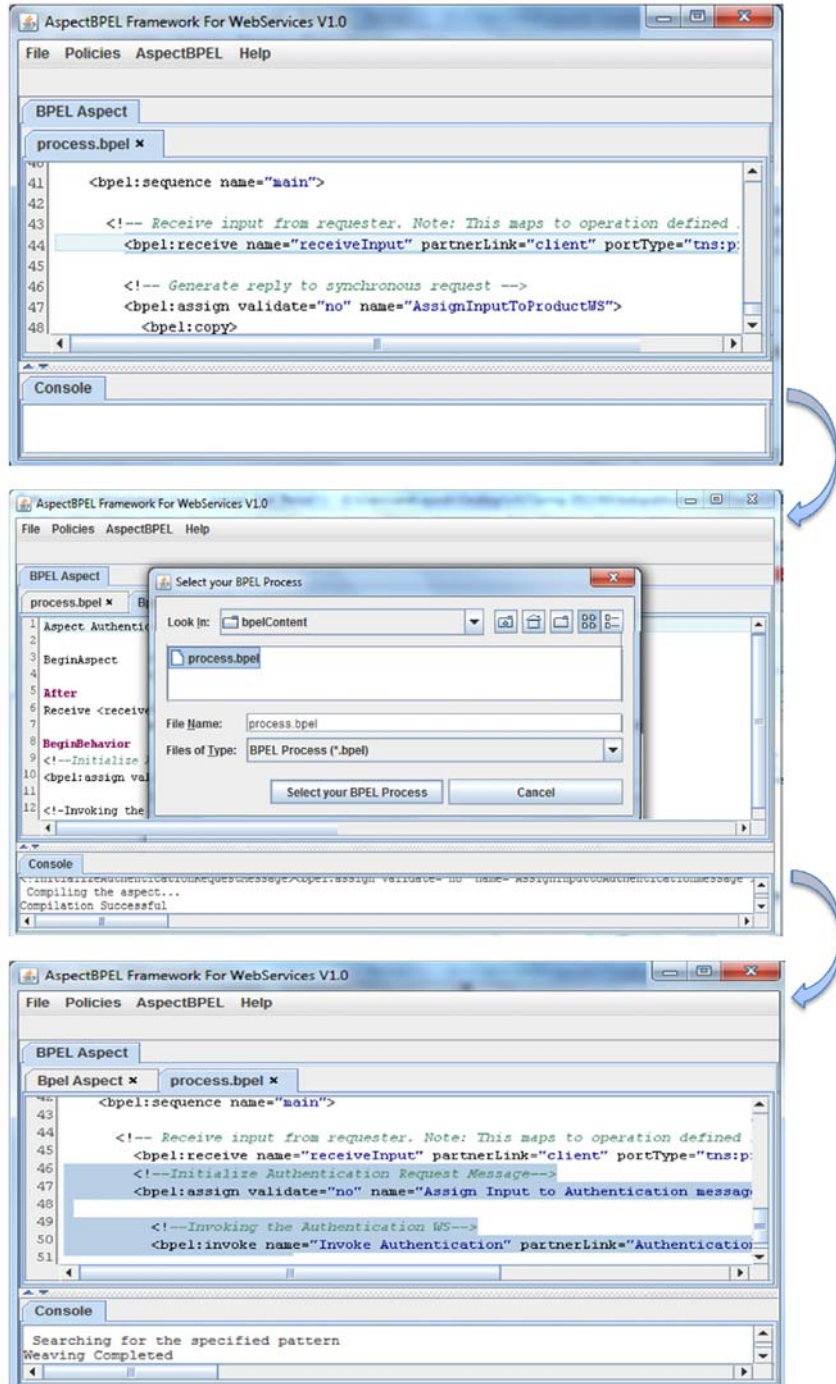 AspectBPEL Framework For WebServices V1.0
File Policies AspectBPEL Help
BPEL Aspect
process.bpel ×
40
41 <bpel:sequence name="main">
42
43 <!-- Receive input from requester. Note: This maps to operation defined
44 <bpel:receive name="receiveInput" partnerLink="client" portType="tns:p
45
46 <!-- Generate reply to synchronous request -->
47 <bpel:assign validate="no" name="AssignInputToProductWS">
48 <bpel:copy>
Console
AspectBPEL Framework For WebServices V1.0
File Policies AspectBPEL Help
BPEL Aspect
process.bpel × B
1 Aspect Authentic
2
3 BeginAspect
4
5 After
6 Receive <receive
7
8 BeginBehavior
9 <!--Initialize
10 <bpel:assign val
11
12 <!-Invoking the
Select your BPEL Process
Look In: bpelContent
process.bpel
File Name: process.bpel
Files of Type: BPEL Process (*.bpel)
Select your BPEL Process Cancel
Console
Compiling the aspect...
Compilation Successful
AspectBPEL Framework For WebServices V1.0
File Policies AspectBPEL Help
BPEL Aspect
Bpel Aspect × process.bpel ×
42 <bpel:sequence name="main">
43
44 <!-- Receive input from requester. Note: This maps to operation defined
45 <bpel:receive name="receiveInput" partnerLink="client" portType="tns:p
46 <!--Initialize Authentication Request Message-->
47 <bpel:assign validate="no" name="Assign Input to Authentication messag
48
49 <!--Invoking the Authentication WS-->
50 <bpel:invoke name="Invoke Authentication" partnerLink="Authentication
51
Console
Searching for the specified pattern
Weaving Completed